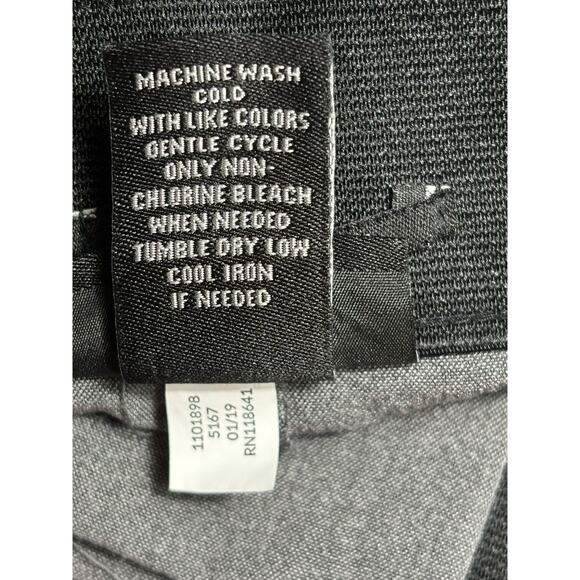 MACHINE WASH
COLD
WITH LIKE COLORS
GENTLE CYCLE
ONLY NON-
CHLORINE BLEACH
WHEN NEEDED
TUMBLE DRY LOW
COOL IRON
IF NEEDED
1101898
5167
01/19
RN118641